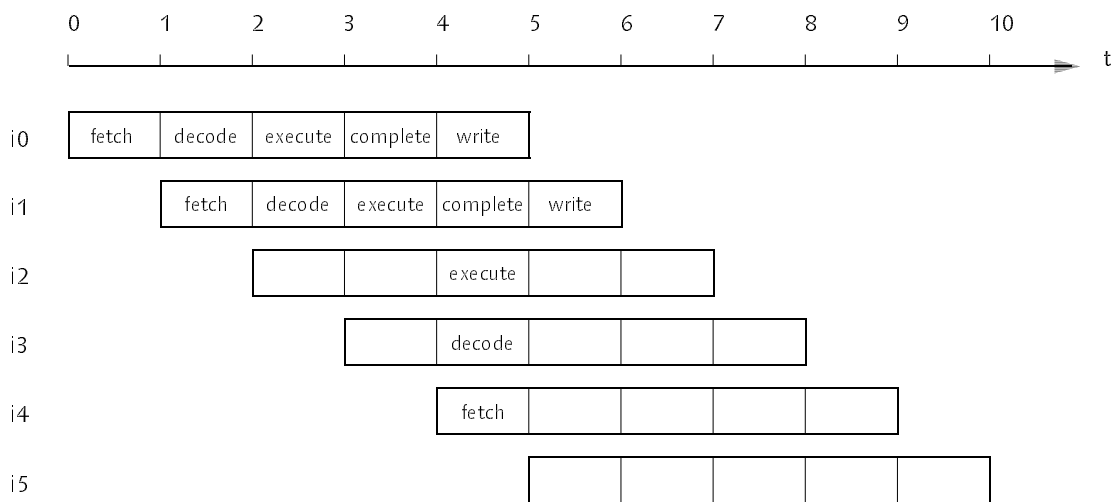 0 1 2 3 4 5 6 7 8 9 10
t
i0 fetch decode execute complete write
i1 fetch decode execute complete write
i2 execute
i3 decode
i4 fetch
i5